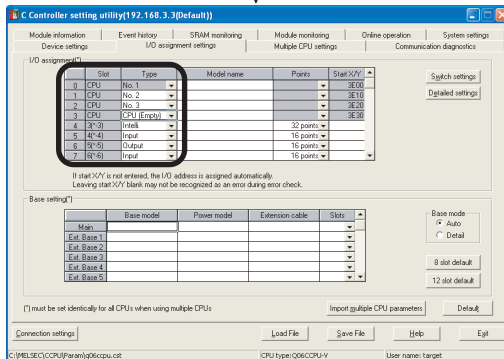 C Controller setting utility(192.168.3.3(Default))
Module information Event history SRAM monitoring Module monitoring Online operation System settings
Device settings I/O assignment settings Multiple CPU settings Communication diagnostics
I/O assignment(*)
Slot Type Model name Points Start X/Y
0 CPU No. 1 3E00
1 CPU No. 2 3E10
2 CPU No. 3 3E20
3 CPU CPU (Empty) 3E30
4 3(*-3) Intelli. 32 points
5 4(*-4) Input 16 points
6 5(*-5) Output 16 points
7 6(*-6) Input 16 points
Switch settings
Detailed settings
If start X/Y is not entered, the I/O address is assigned automatically.
Leaving start X/Y blank may not be recognized as an error during error check.
Base setting(*)
Base model Power model Extension cable Slots
Main
Ext. Base 1
Ext. Base 2
Ext. Base 3
Ext. Base 4
Ext. Base 5
Base mode
Auto
Detail
8 slot default
12 slot default
(*) must be set identically for all CPUs when using multiple CPUs
Import multiple CPU parameters
Default
Connection settings
Load File
Save File
Help
Exit
C:\MELSEC\CCPU\Param\q06ccpu.cst CPU type:Q06CCPU-V User name: target